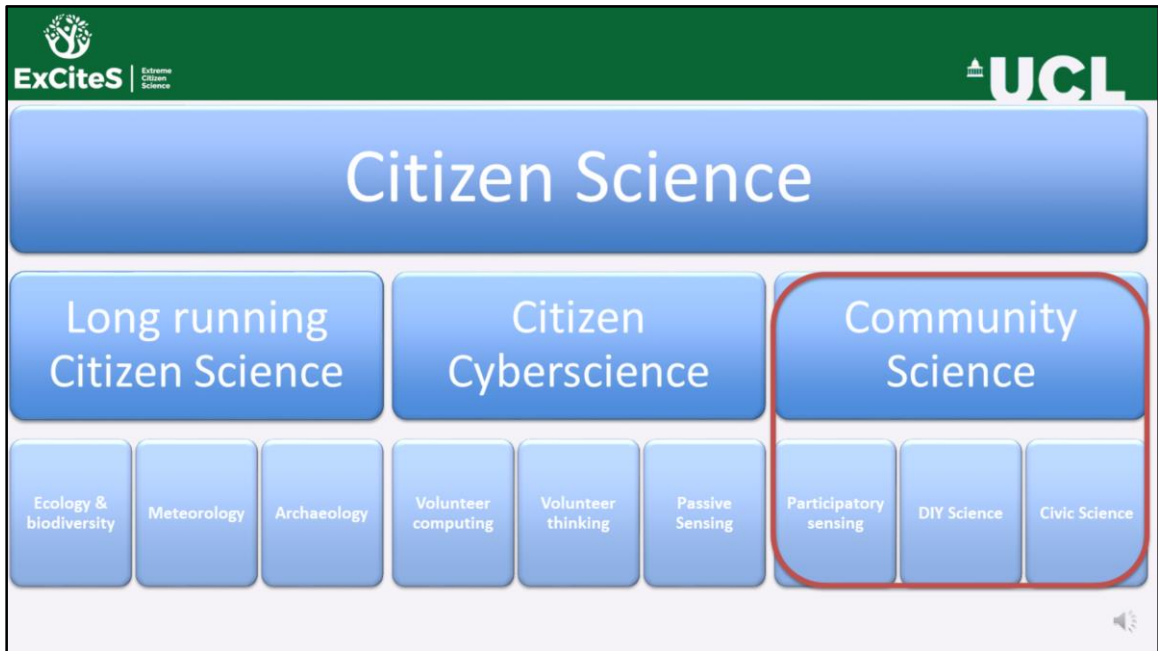 ExCiteS
Extreme
Citizen
Science
UCL
Citizen Science
Long running
Citizen Science
Citizen
Cyberscience
Community
Science
Ecology &
biodiversity
Meteorology
Archaeology
Volunteer
computing
Volunteer
thinking
Passive
Sensing
Participatory
sensing
DIY Science
Civic Science